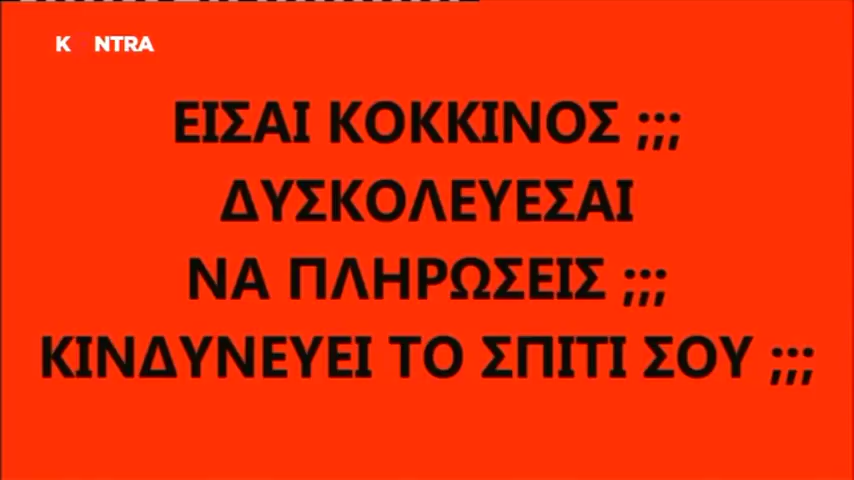 K NTRA
ΕΙΣΑΙ ΚΟΚΚΙΝΟΣ ;;;
ΔΥΣΚΟΛΕΥΕΣΑΙ
ΝΑ ΠΛΗΡΩΣΕΙΣ ;;;
ΚΙΝΔΥΝΕΥΕΙ ΤΟ ΣΠΙΤΙ ΣΟΥ ;;;